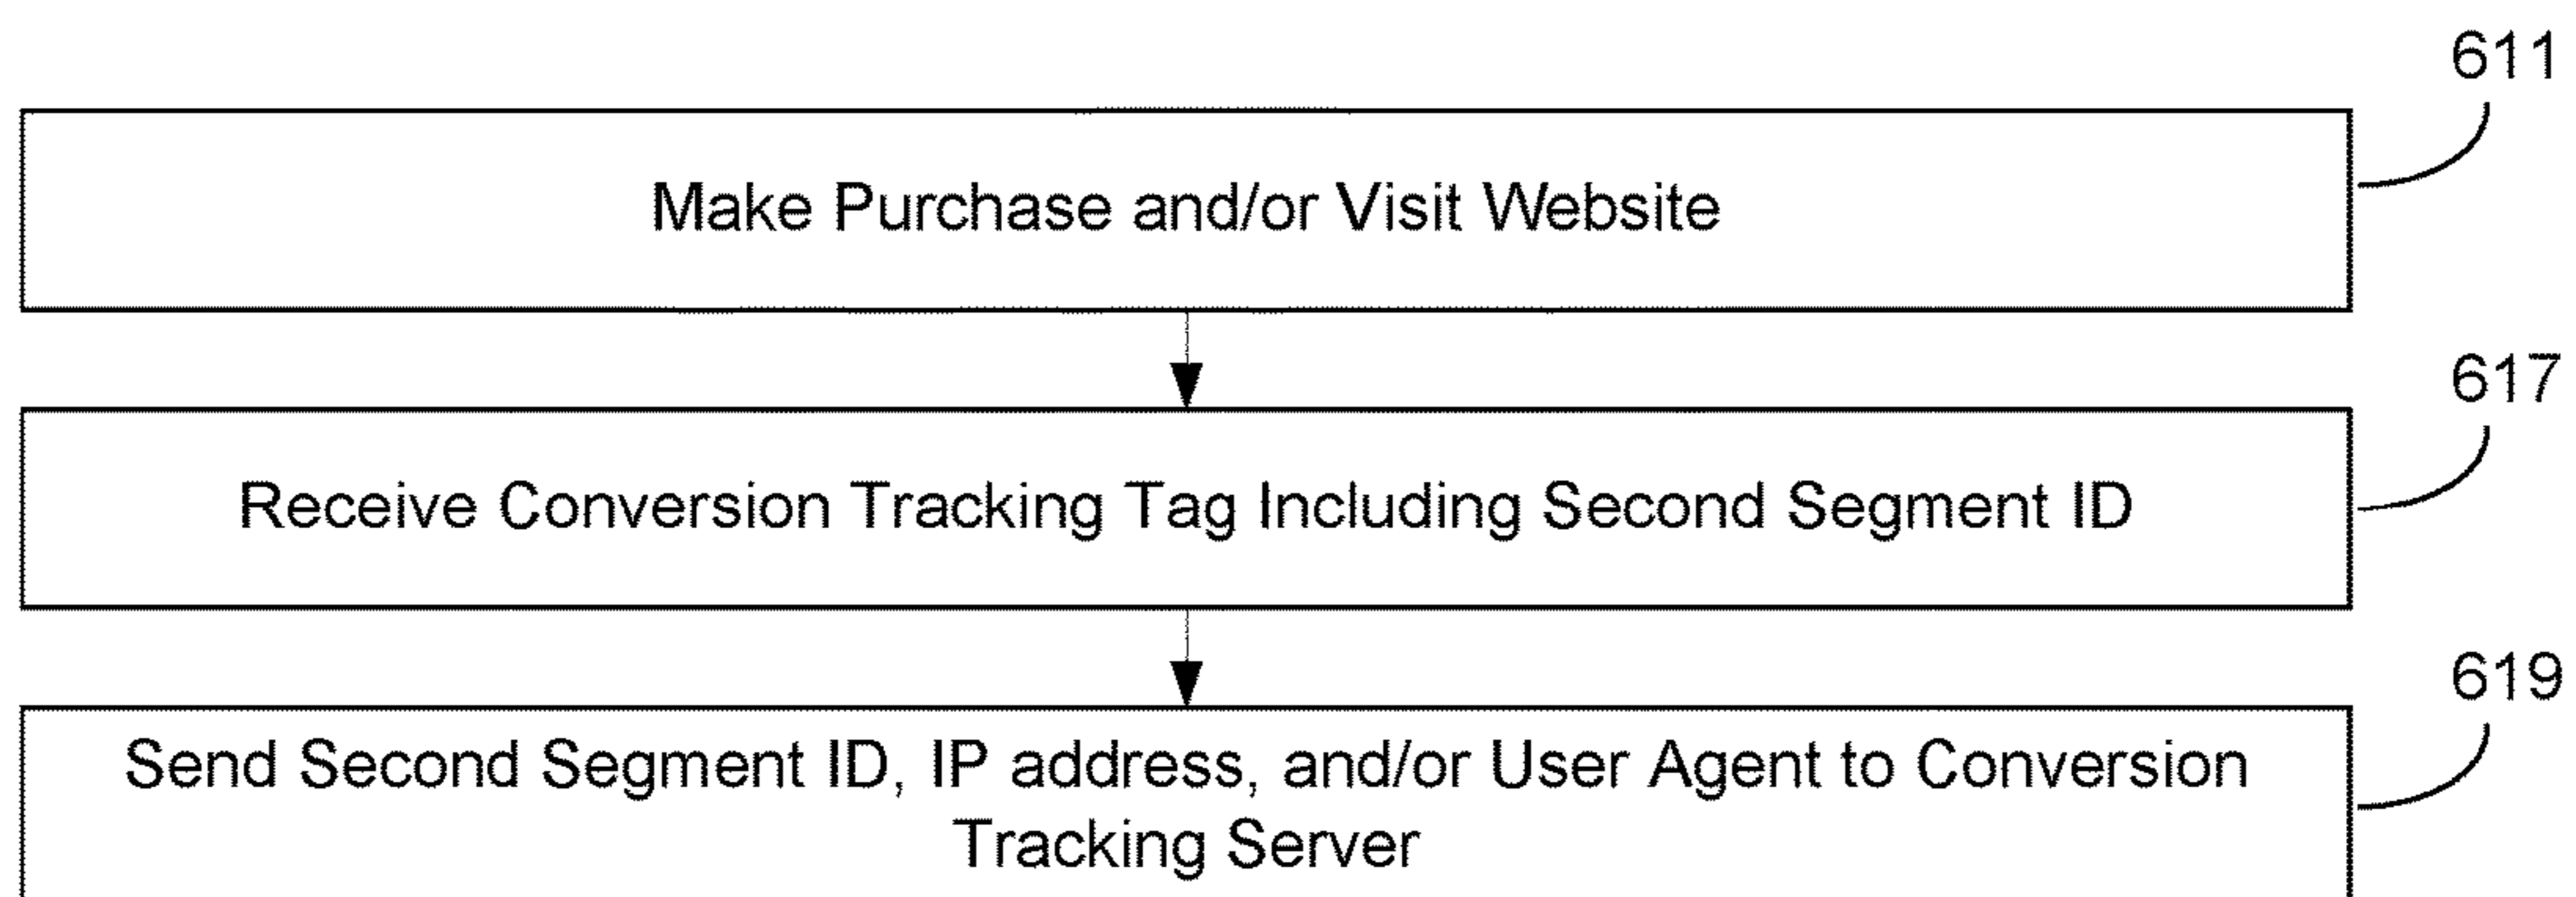 611
Make Purchase and/or Visit Website
617
Receive Conversion Tracking Tag Including Second Segment ID
619
Send Second Segment ID, IP address, and/or User Agent to Conversion
Tracking Server